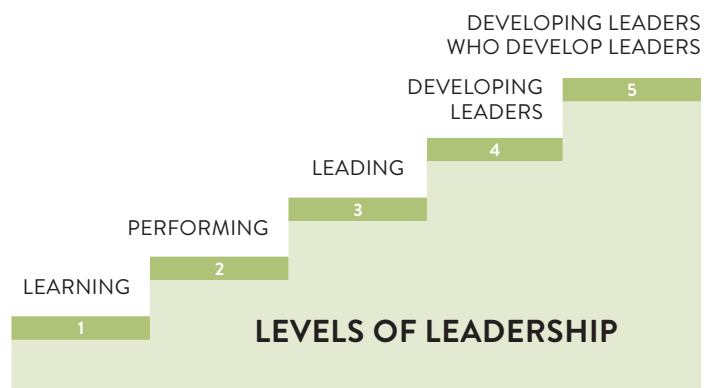 DEVELOPING LEADERS
WHO DEVELOP LEADERS
5
DEVELOPING
LEADERS
4
LEADING
3
PERFORMING
2
LEARNING
1
LEVELS OF LEADERSHIP